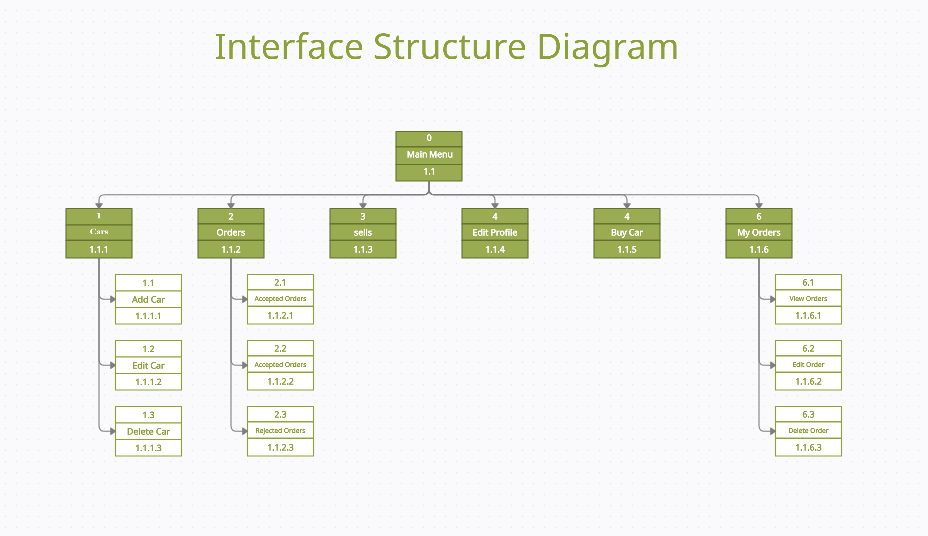 Interface Structure Diagram
0
Main Menu
1.1
1
Cars
1.1.1
2
Orders
1.1.2
3
sells
1.1.3
4
Edit Profile
1.1.4
4
Buy Car
1.1.5
6
My Orders
1.1.6
1.1
Add Car
1.1.1.1
1.2
Edit Car
1.1.1.2
1.3
Delete Car
1.1.1.3
2.1
Accepted Orders
1.1.2.1
2.2
Accepted Orders
1.1.2.2
2.3
Rejected Orders
1.1.2.3
6.1
View Orders
1.1.6.1
6.2
Edit Order
1.1.6.2
6.3
Delete Order
1.1.6.3